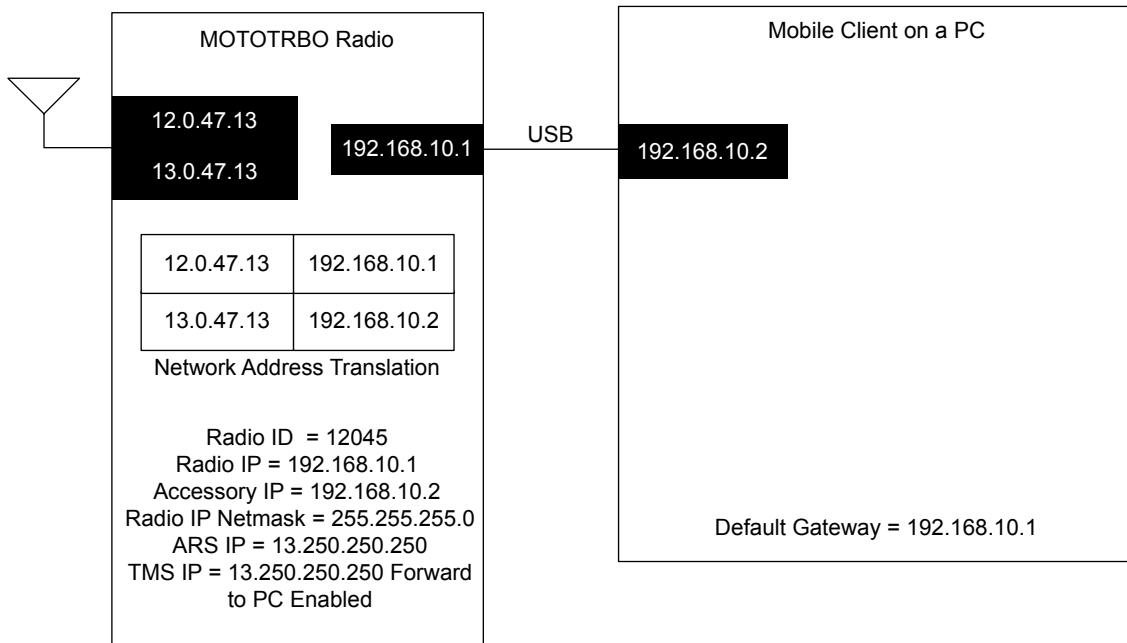 MOTOTRBO Radio
12.0.47.13
13.0.47.13
192.168.10.1
USB
12.0.47.13 192.168.10.1
13.0.47.13 192.168.10.2
Network Address Translation
Radio ID = 12045
Radio IP = 192.168.10.1
Accessory IP = 192.168.10.2
Radio IP Netmask = 255.255.255.0
ARS IP = 13.250.250.250
TMS IP = 13.250.250.250 Forward
to PC Enabled
Mobile Client on a PC
192.168.10.2
Default Gateway = 192.168.10.1